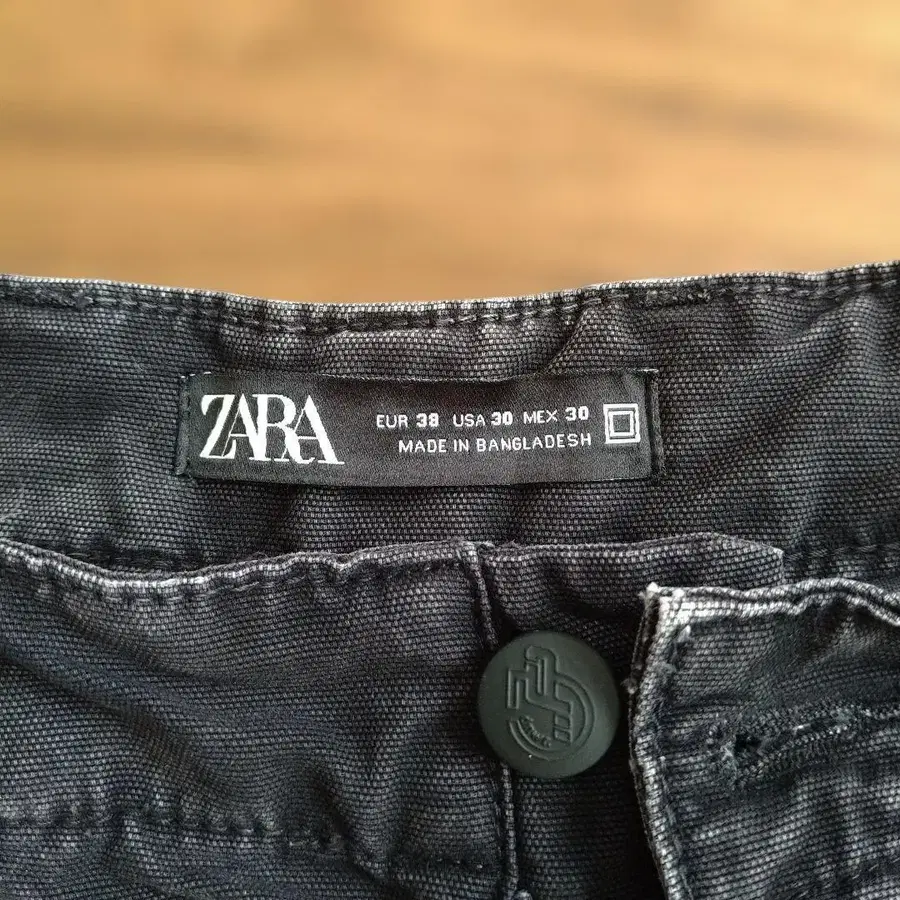 ZARA
EUR 38 USA 30 MEX 30
MADE IN BANGLADESH